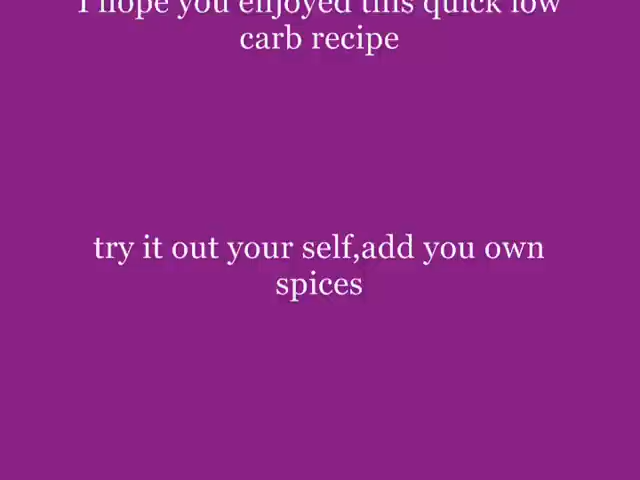 I hope you enjoyed this quick low
carb recipe
try it out your self,add you own
spices